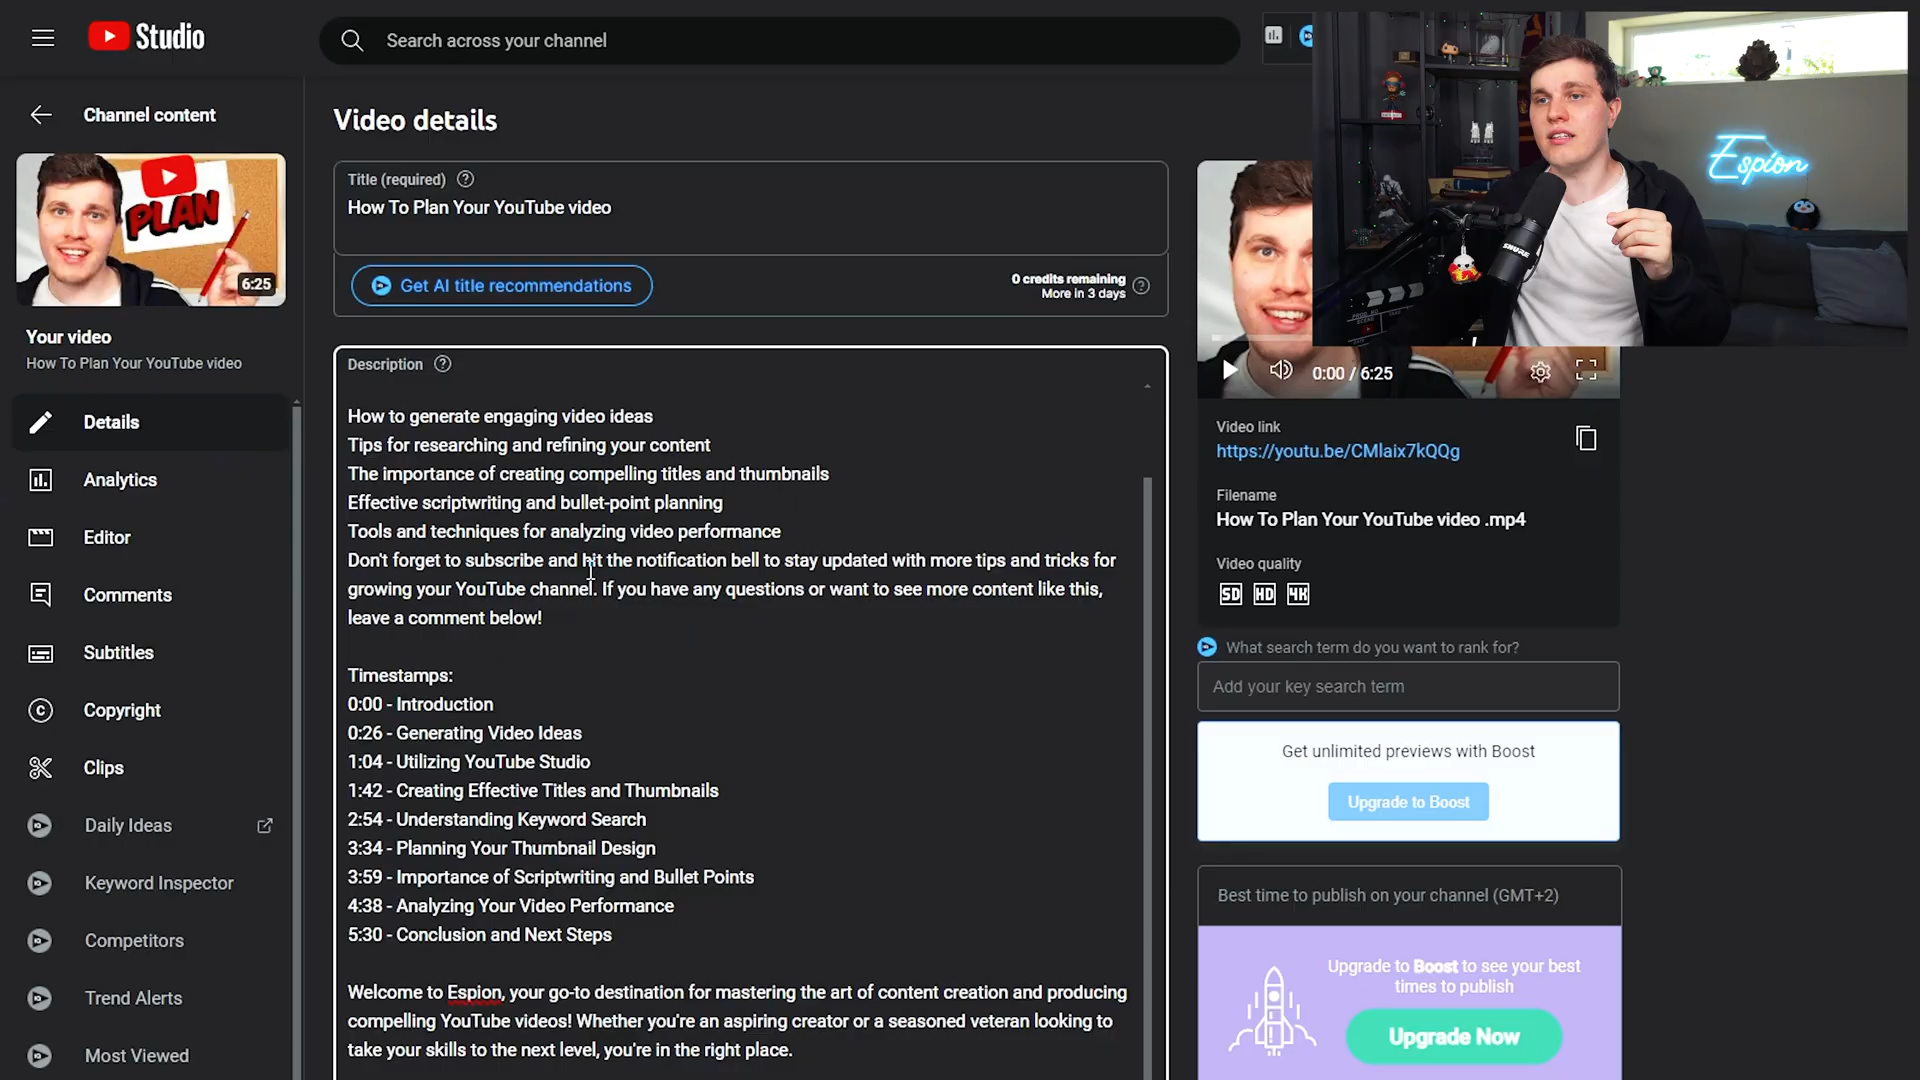 Studio
Search across your channel
Channel content
PLAN
6:25
Your video
How To Plan Your YouTube video
Details
Analytics
Editor
Comments
Subtitles
Copyright
Clips
Daily Ideas
Keyword Inspector
Competitors
Trend Alerts
Most Viewed
Video details
Title (required)
How To Plan Your YouTube video
Get AI title recommendations
0 credits remaining
More in 3 days
Description
How to generate engaging video ideas
Tips for researching and refining your content
The importance of creating compelling titles and thumbnails
Effective scriptwriting and bullet-point planning
Tools and techniques for analyzing video performance
Don't forget to subscribe and hit the notification bell to stay updated with more tips and tricks for
growing your YouTube channel. If you have any questions or want to see more content like this,
leave a comment below!
Timestamps:
0:00 - Introduction
0:26 - Generating Video Ideas
1:04 - Utilizing YouTube Studio
1:42 - Creating Effective Titles and Thumbnails
2:54 - Understanding Keyword Search
3:34 - Planning Your Thumbnail Design
3:59 - Importance of Scriptwriting and Bullet Points
4:38 - Analyzing Your Video Performance
5:30 - Conclusion and Next Steps
Welcome to Espion, your go-to destination for mastering the art of content creation and producing
compelling YouTube videos! Whether you're an aspiring creator or a seasoned veteran looking to
take your skills to the next level, you're in the right place.
Espion
SHURE
0:00 / 6:25
Video link
https://youtu.be/CMlaix7kQQg
Filename
How To Plan Your YouTube video .mp4
Video quality
SD HD 4K
What search term do you want to rank for?
Add your key search term
Get unlimited previews with Boost
Upgrade to Boost
Best time to publish on your channel (GMT+2)
Upgrade to Boost to see your best
times to publish
Upgrade Now